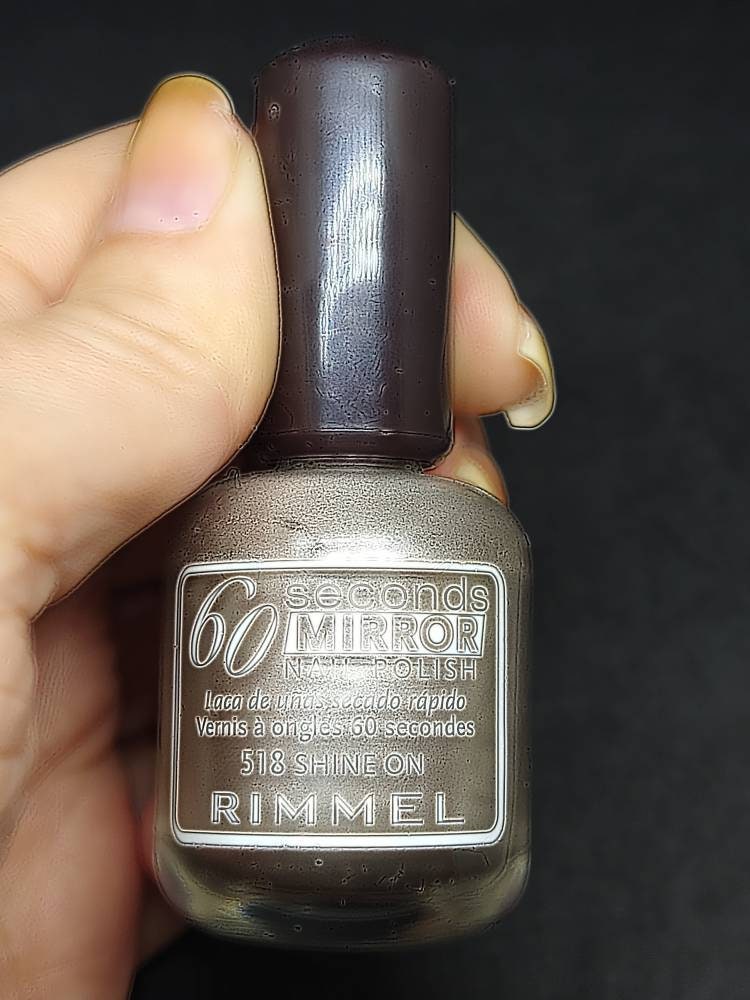 60 seconds
MIRROR
NAIL POLISH
Laca de uñas secado rápido
Vernis à ongles 60 secondes
518 SHINE ON
RIMMEL